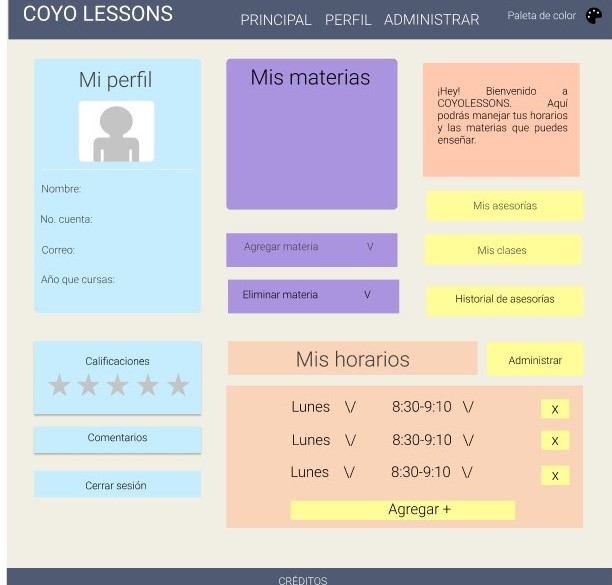 COYO LESSONS
PRINCIPAL PERFIL ADMINISTRAR
Paleta de color
Mi perfil
Nombre:
No. cuenta:
Correo:
Año que cursas:
Mis materias
Agregar materia V
Eliminar materia V
¡Hey! Bienvenido a
COYOLESSONS. Aquí
podrás manejar tus horarios
y las materias que puedes
enseñar.
Mis asesorías
Mis clases
Historial de asesorías
Calificaciones
Comentarios
Cerrar sesión
Mis horarios
Administrar
Lunes \/ 8:30-9:10 \/ X
Lunes \/ 8:30-9:10 \/ X
Lunes \/ 8:30-9:10 \/ X
Agregar +
CRÉDITOS